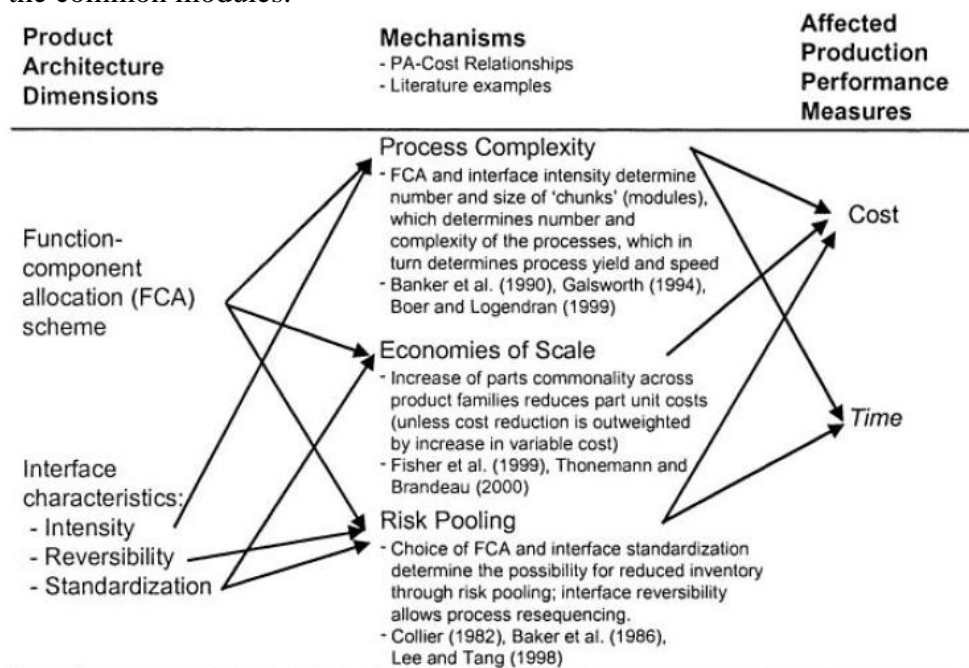 the common modules.
Product
Architecture
Dimensions
Mechanisms
- PA-Cost Relationships
- Literature examples
Affected
Production
Performance
Measures
Function-
component
allocation (FCA)
scheme
Interface
characteristics:
- Intensity
- Reversibility
- Standardization
Process Complexity
- FCA and interface intensity determine
number and size of ‘chunks’ (modules),
which determines number and
complexity of the processes, which in
turn determines process yield and speed
- Banker et al. (1990), Galsworth (1994),
Boer and Logendran (1999)
Economies of Scale
- Increase of parts commonality across
product families reduces part unit costs
(unless cost reduction is outweighted
by increase in variable cost)
- Fisher et al. (1999), Thonemann and
Brandeau (2000)
Risk Pooling
- Choice of FCA and interface standardization
determine the possibility for reduced inventory
through risk pooling; interface reversibility
allows process resequencing.
- Collier (1982), Baker et al. (1986),
Lee and Tang (1998)
Cost
Time